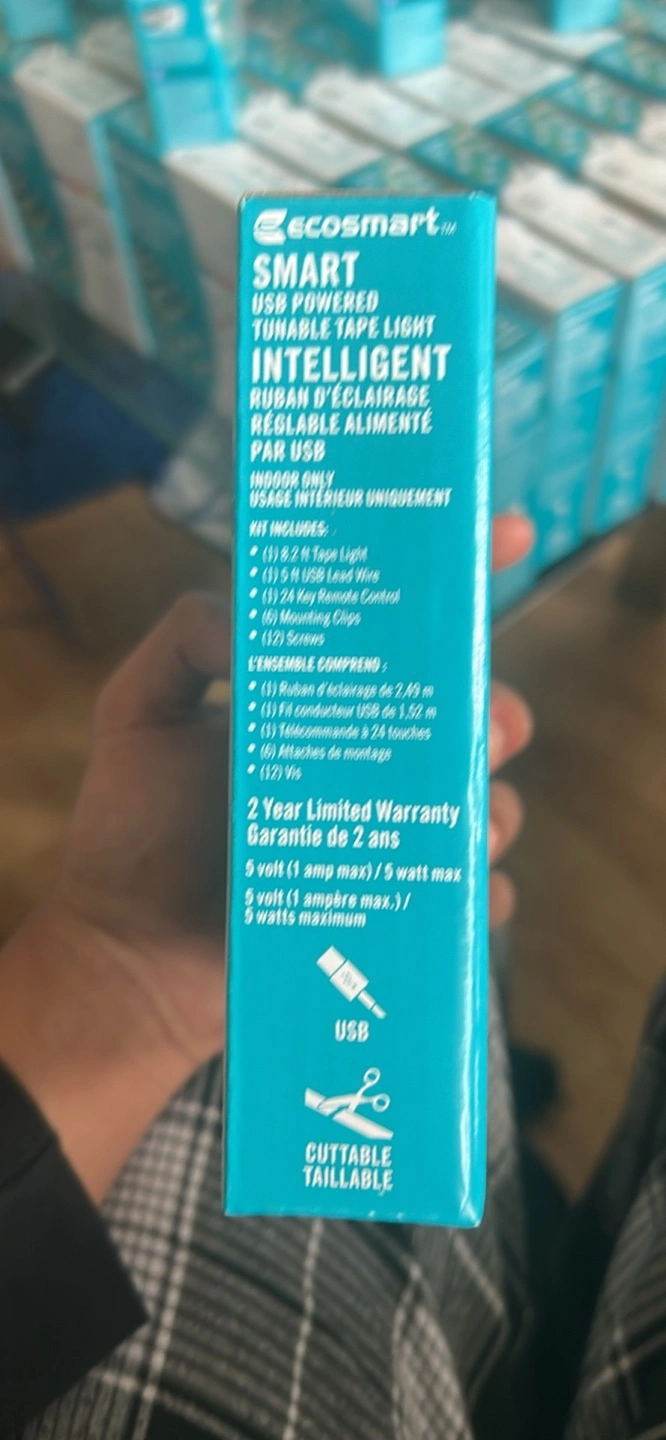 ecosmart™
SMART
USB POWERED
TUNABLE TAPE LIGHT
INTELLIGENT
RUBAN D'ÉCLAIRAGE
RÉGLABLE ALIMENTÉ
PAR USB
INDOOR ONLY
USAGE INTÉRIEUR UNIQUEMENT
KIT INCLUDES:
• (1) 8.2 ft Tape Light
• (1) 5 ft USB Lead Wire
• (1) 24 Key Remote Control
• (6) Mounting Clips
• (12) Screws
L'ENSEMBLE COMPREND :
• (1) Ruban d'éclairage de 2,49 m
• (1) Fil conducteur USB de 1,52 m
• (1) Télécommande à 24 touches
• (6) Attaches de montage
• (12) Vis
2 Year Limited Warranty
Garantie de 2 ans
5 volt (1 amp max) / 5 watt max
5 volt (1 ampère max.) /
5 watts maximum
USB
CUTTABLE
TAILLABLE